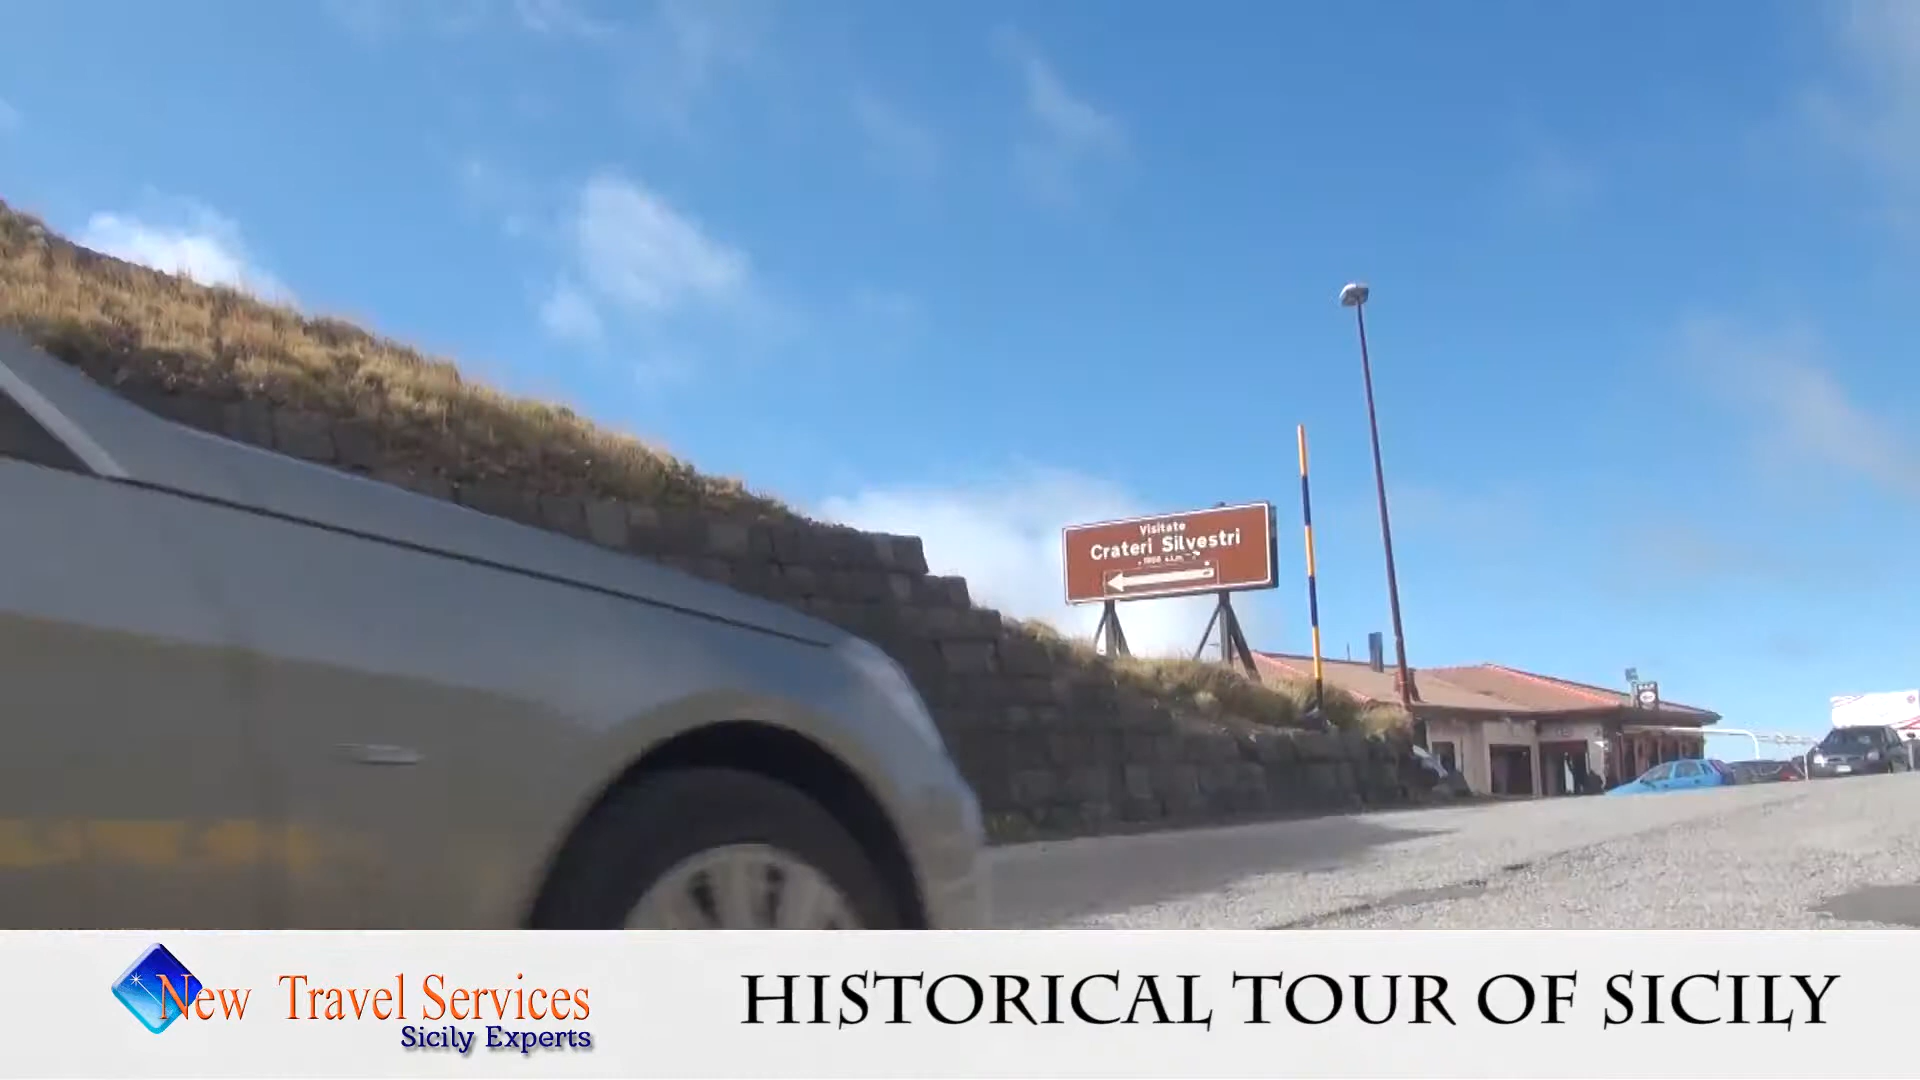 Visitate
Crateri Silvestri
New Travel Services
Sicily Experts
HISTORICAL TOUR OF SICILY